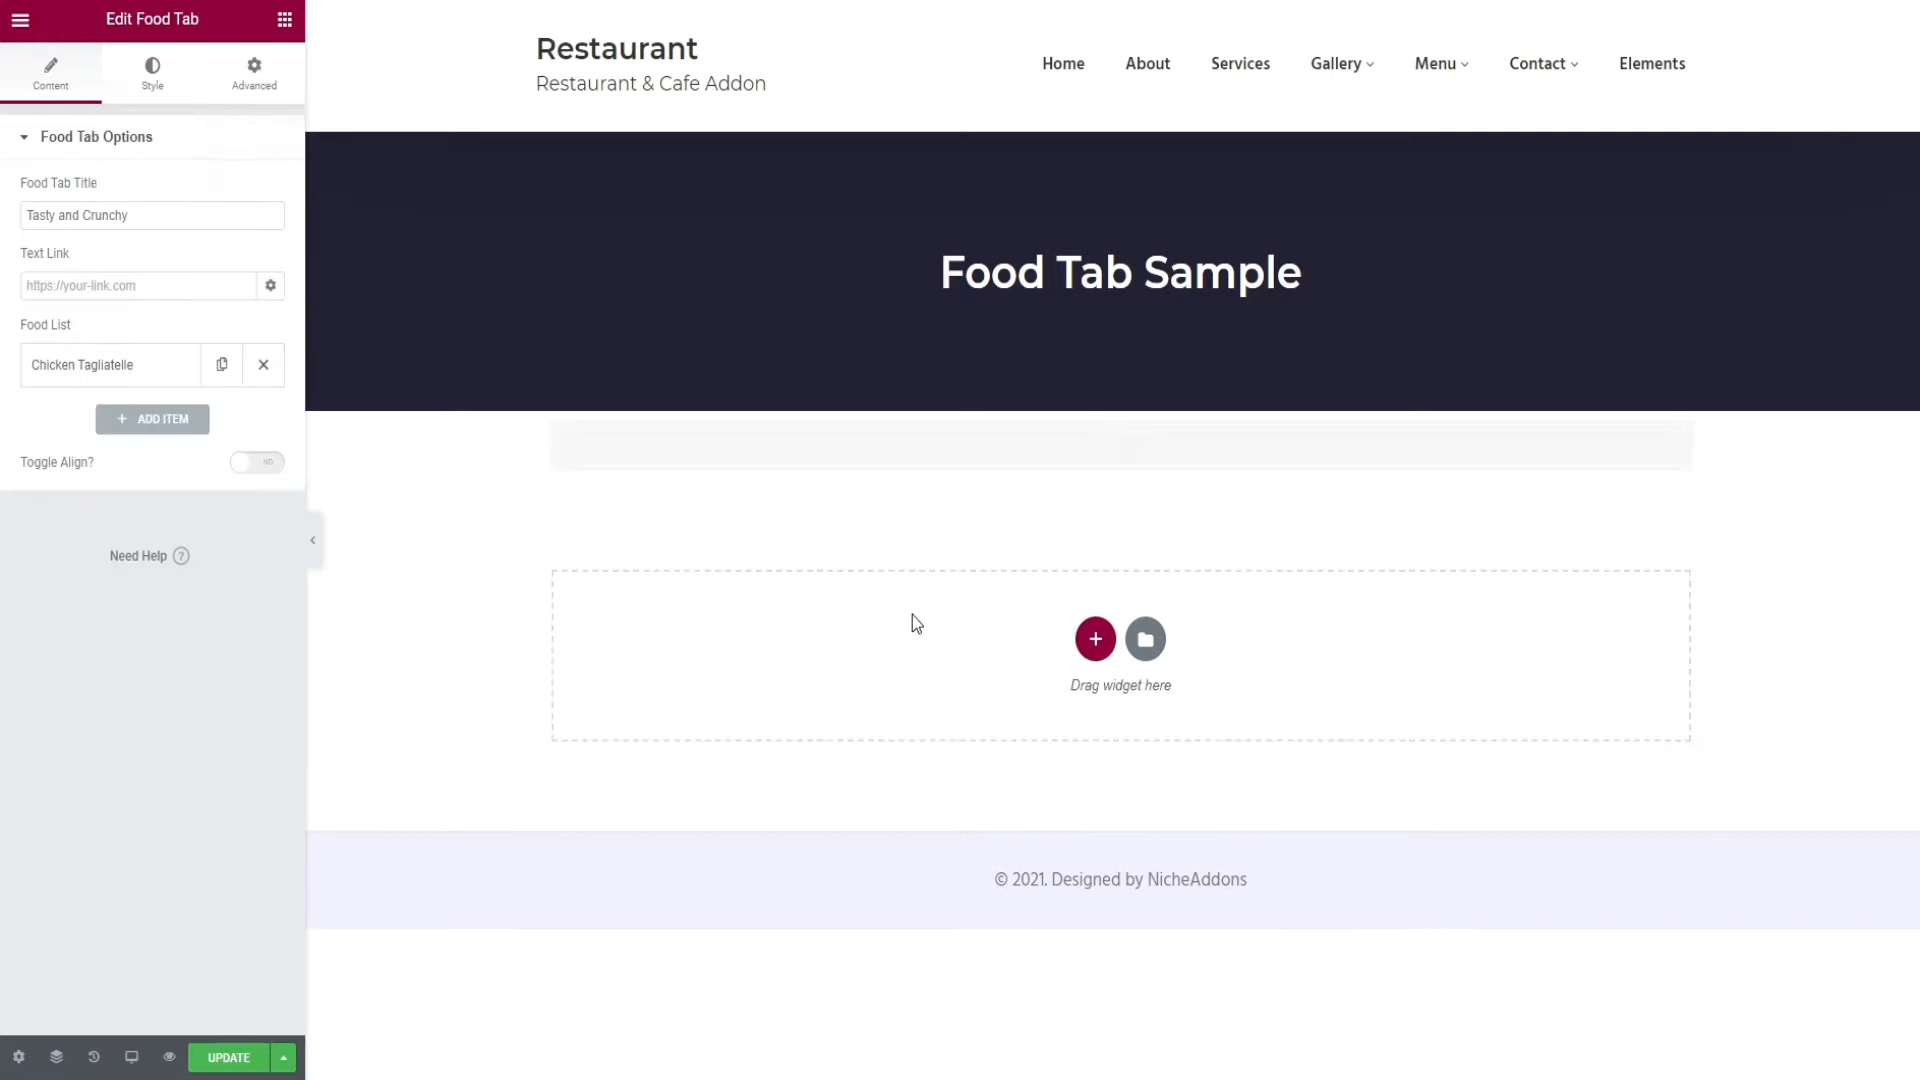 Edit Food Tab
Content
Style
Advanced
Food Tab Options
Food Tab Title
Tasty and Crunchy
Text Link
https://your-link.com
Food List
Chicken Tagliatelle
+ ADD ITEM
Toggle Align?
NO
Need Help ?
UPDATE
Restaurant
Restaurant & Cafe Addon
Home
About
Services
Gallery
Menu
Contact
Elements
Food Tab Sample
Drag widget here
© 2021. Designed by NicheAddons